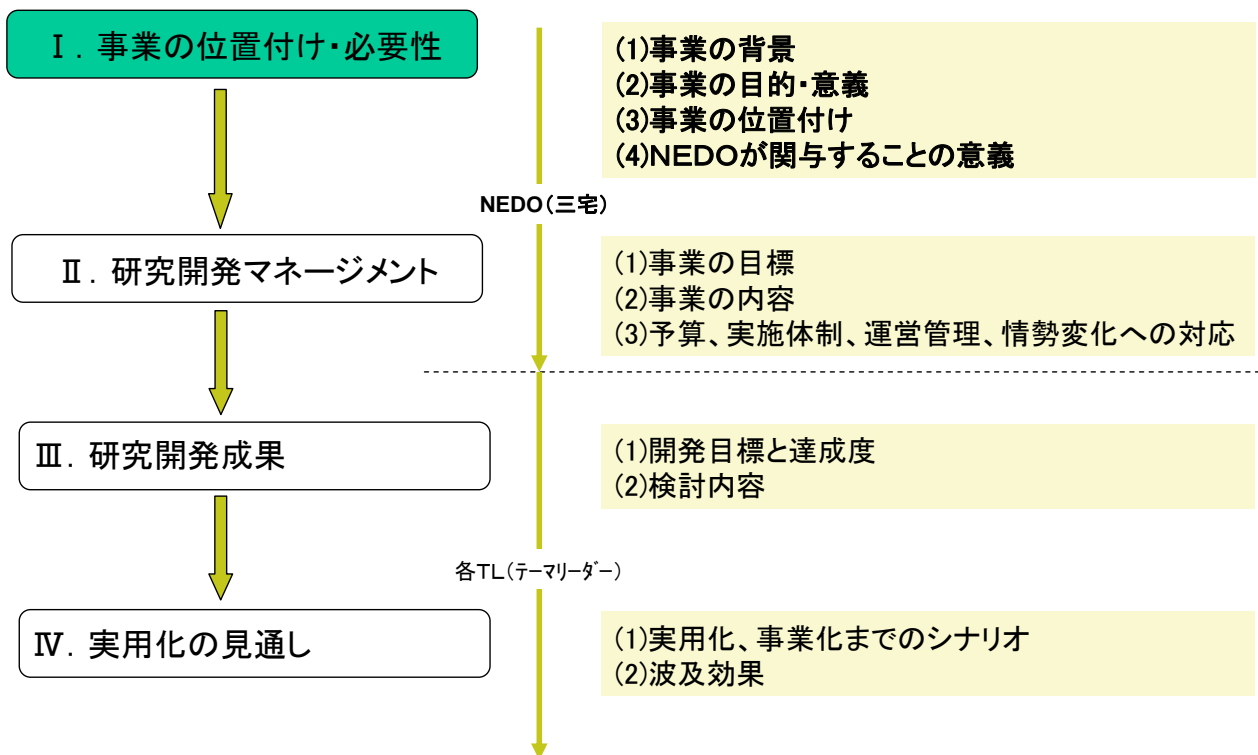 Ⅰ．事業の位置付け・必要性
(1)事業の背景
(2)事業の目的・意義
(3)事業の位置付け
(4)ＮＥＤＯが関与することの意義
NEDO（三宅）
Ⅱ．研究開発マネージメント
(1)事業の目標
(2)事業の内容
(3)予算、実施体制、運営管理、情勢変化への対応
Ⅲ．研究開発成果
(1)開発目標と達成度
(2)検討内容
各ＴＬ（ﾃｰﾏﾘｰﾀﾞｰ）
Ⅳ．実用化の見通し
(1)実用化、事業化までのシナリオ
(2)波及効果